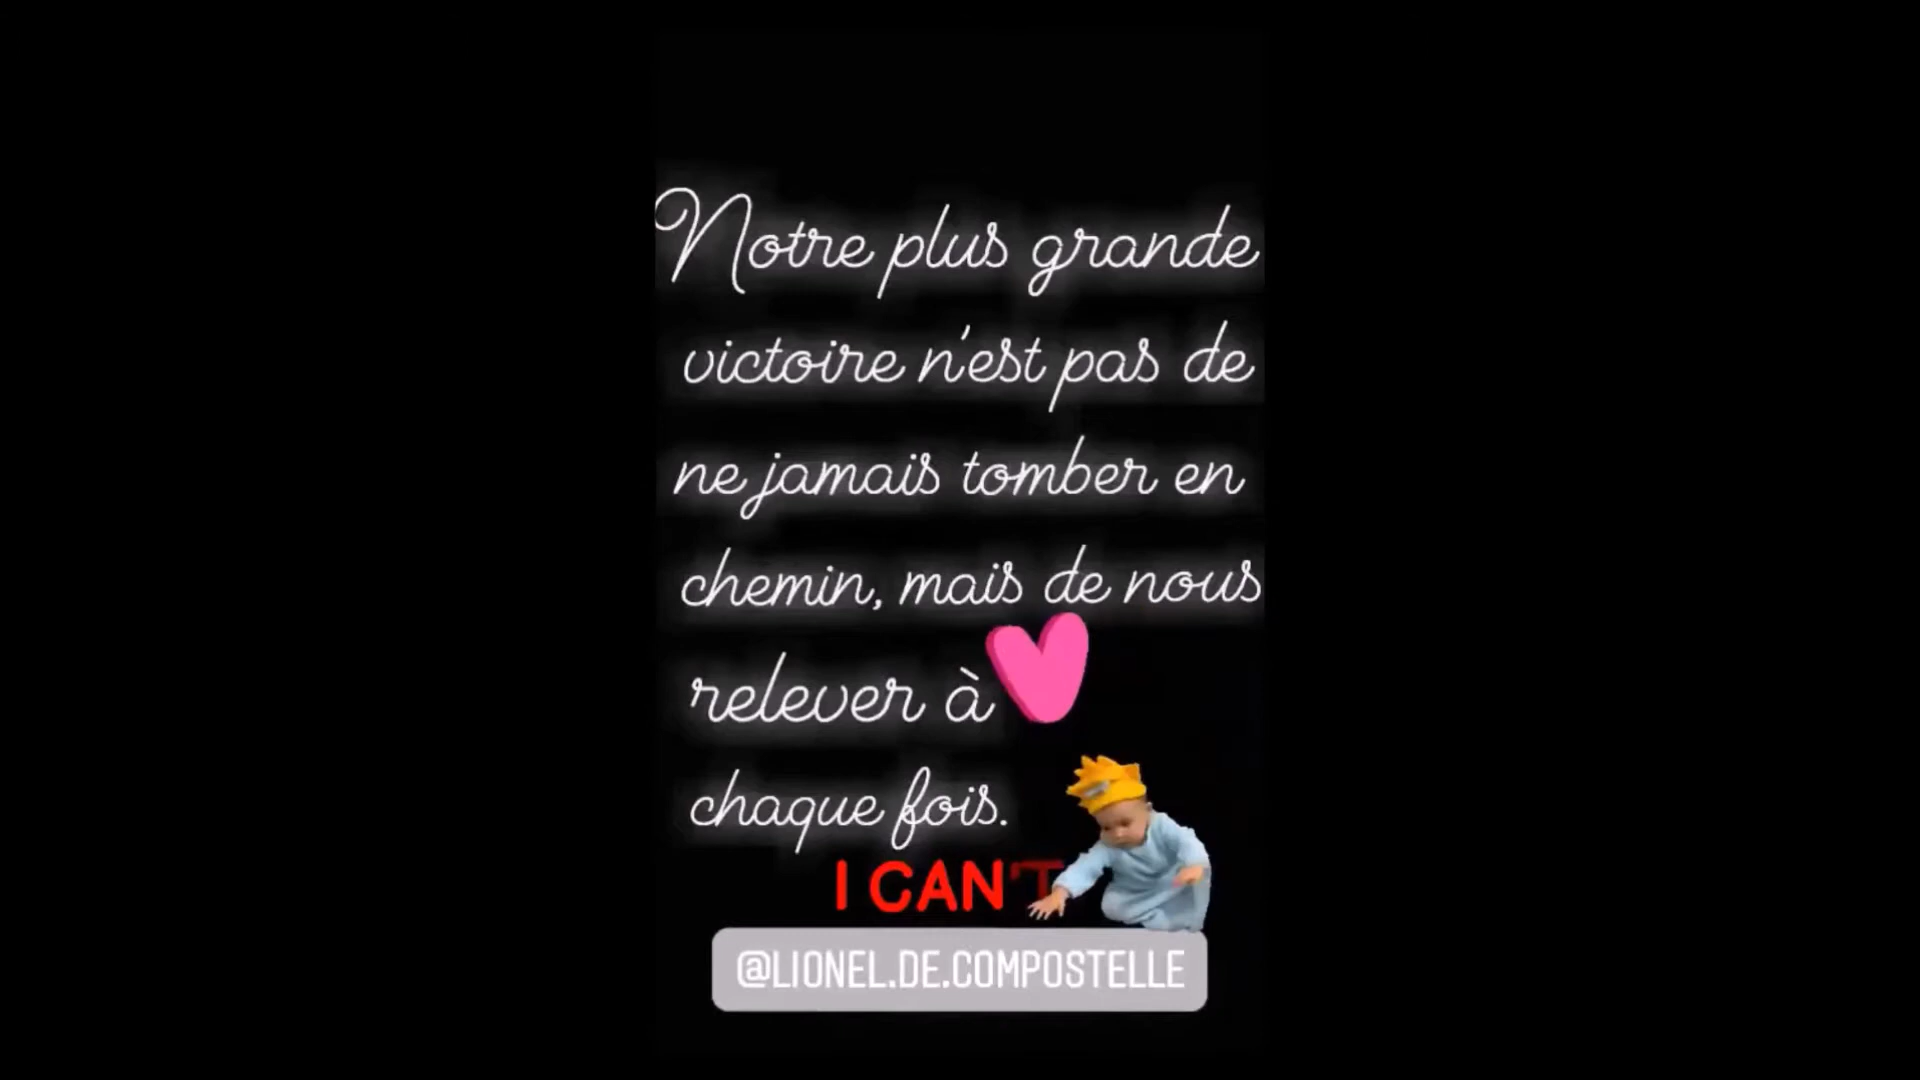 Notre plus grande
victoire n'est pas de
ne jamais tomber en
chemin, mais de nous
relever à
chaque fois.
I CAN'T
@LIONEL.DE.COMPOSTELLE